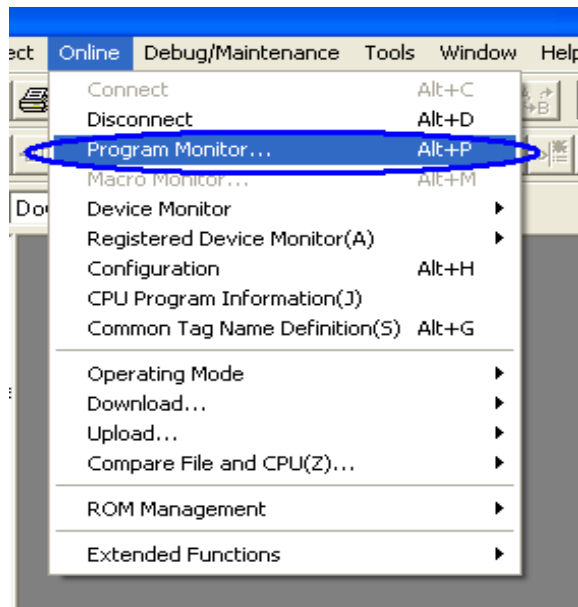 Online Debug/Maintenance Tools Window Help
Connect Alt+C
Disconnect Alt+D
Program Monitor... Alt+P
Macro Monitor... Alt+M
Device Monitor
Registered Device Monitor(A)
Configuration Alt+H
CPU Program Information(J)
Common Tag Name Definition(S) Alt+G
Operating Mode
Download...
Upload...
Compare File and CPU(Z)...
ROM Management
Extended Functions